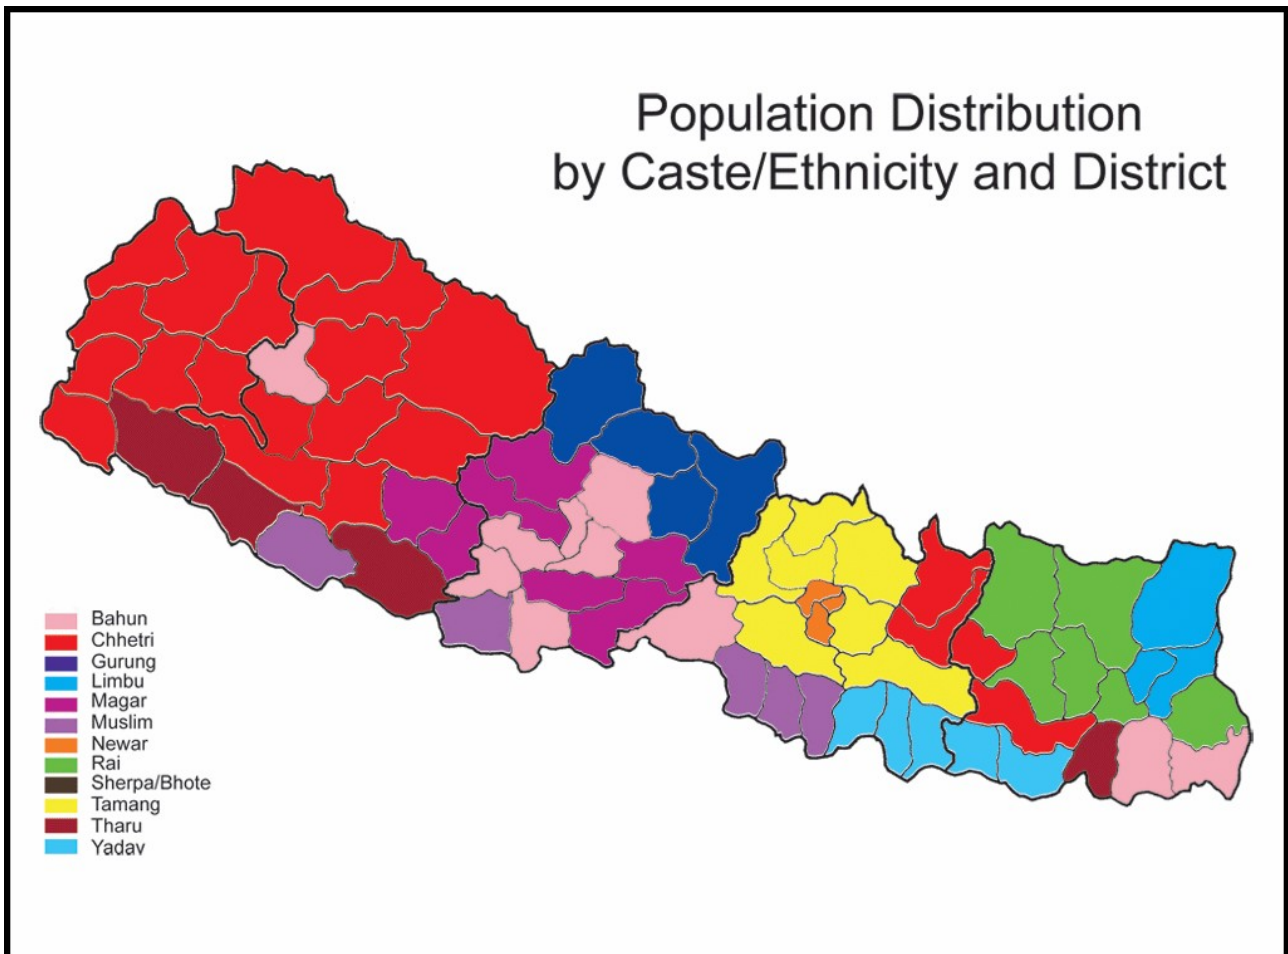 Population Distribution
by Caste/Ethnicity and District
Bahun
Chhetri
Gurung
Limbu
Magar
Muslim
Newar
Rai
Sherpa/Bhote
Tamang
Tharu
Yadav